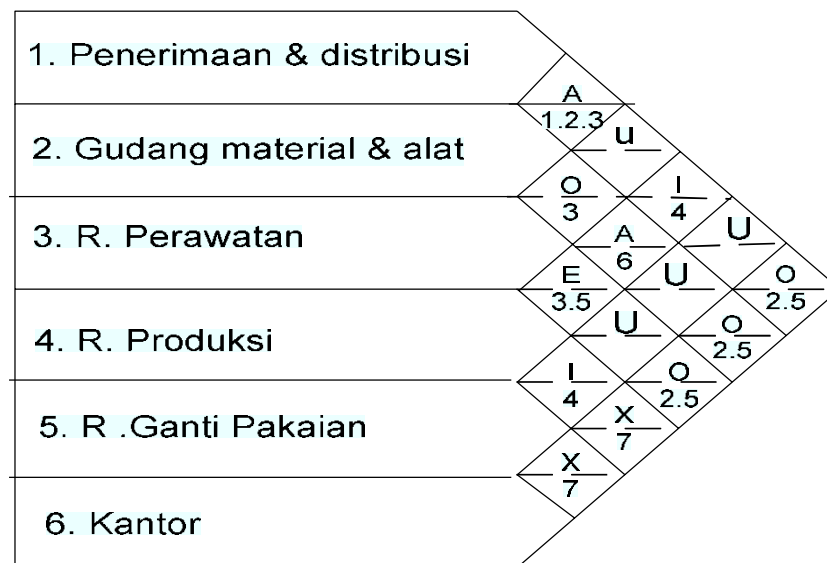 1. Penerimaan & distribusi
A
1.2.3
u
2. Gudang material & alat
O
3
I
4
U
3. R. Perawatan
A
6
U
O
2.5
E
3.5
U
O
2.5
4. R. Produksi
I
4
O
2.5
5. R .Ganti Pakaian
X
7
X
7
6. Kantor